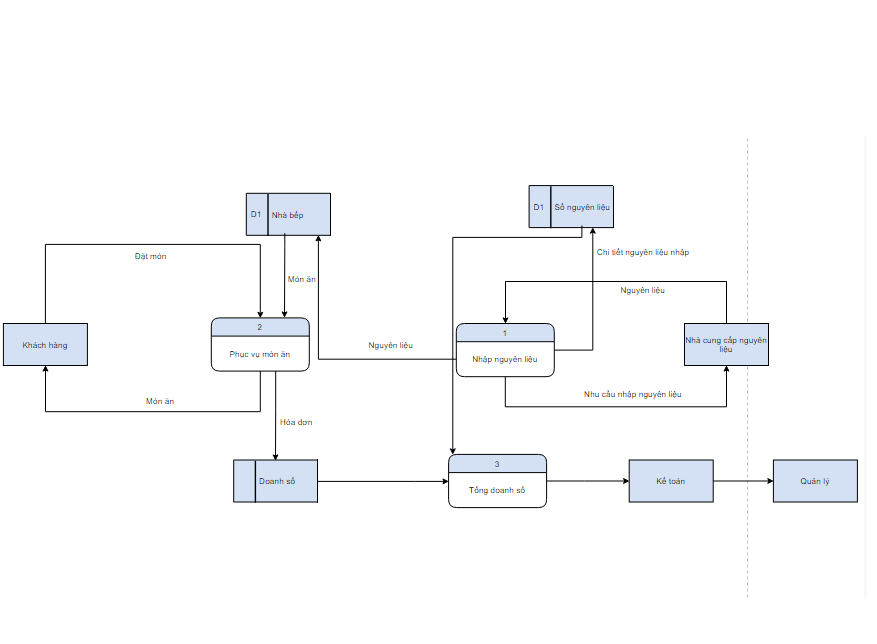 D1 Sổ nguyên liệu
D1 Nhà bếp
Đặt món
Chi tiết nguyên liệu nhập
Món ăn
Nguyên liệu
2
1
Khách hàng
Phục vụ món ăn
Nguyên liệu
Nhập nguyên liệu
Nhà cung cấp nguyên
liệu
Món ăn
Nhu cầu nhập nguyên liệu
Hóa đơn
3
Doanh số
Tổng doanh số
Kế toán
Quản lý